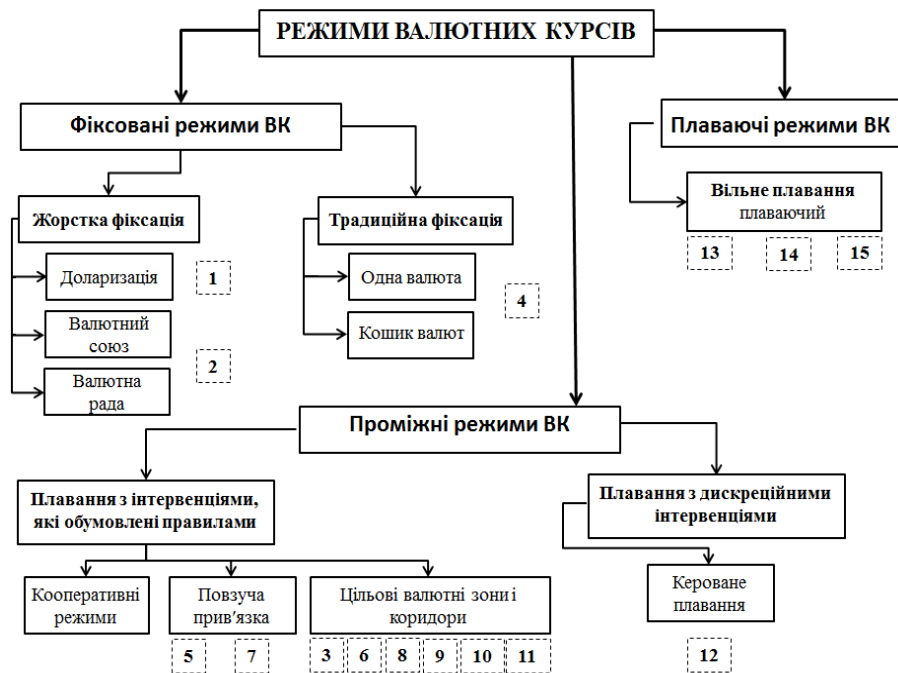 РЕЖИМИ ВАЛЮТНИХ КУРСІВ
Фіксовані режими ВК
Плаваючі режими ВК
Жорстка фіксація
Традиційна фіксація
Вільне плавання
плаваючий
13 14 15
Доларизація
1
Одна валюта
4
Валютний
союз
Кошик валют
2
Валютна
рада
Проміжні режими ВК
Плавання з інтервенціями,
які обумовлені правилами
Плавання з дискреційними
інтервенціями
Кооперативні
режими
Повзуча
прив'язка
Цільові валютні зони і
коридори
Кероване
плавання
5 7 3 6 8 9 10 11 12